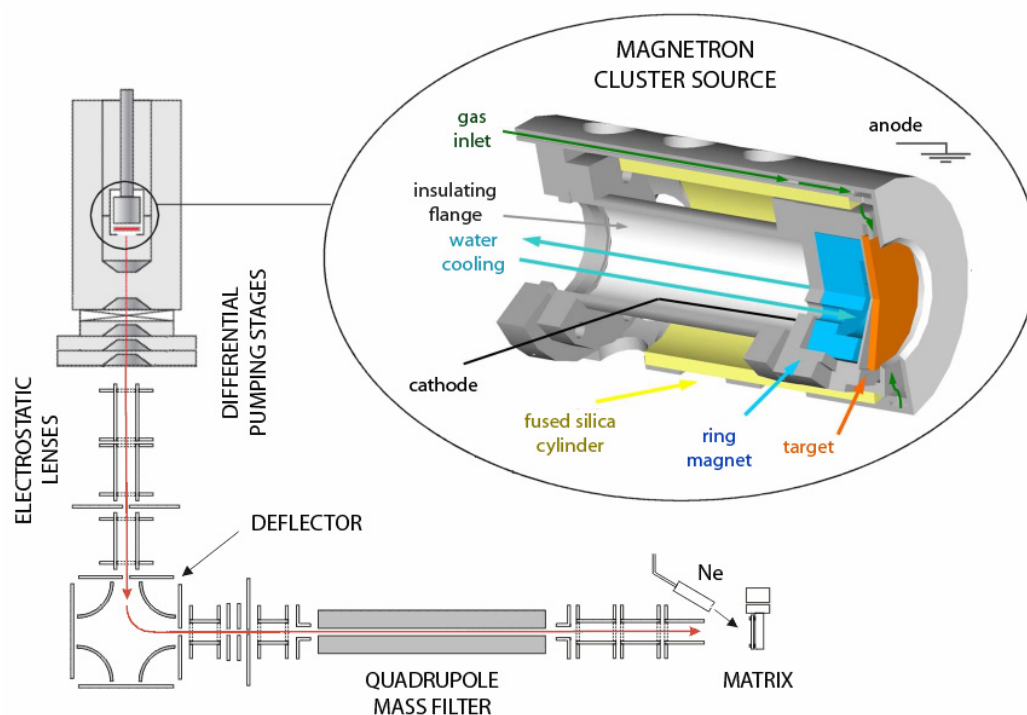 MAGNETRON
CLUSTER SOURCE
gas
inlet
anode
insulating
flange
water
cooling
cathode
fused silica
cylinder
ring
magnet
target
DIFFERENTIAL
PUMPING STAGES
ELECTROSTATIC
LENSES
DEFLECTOR
Ne
QUADRUPOLE
MASS FILTER
MATRIX